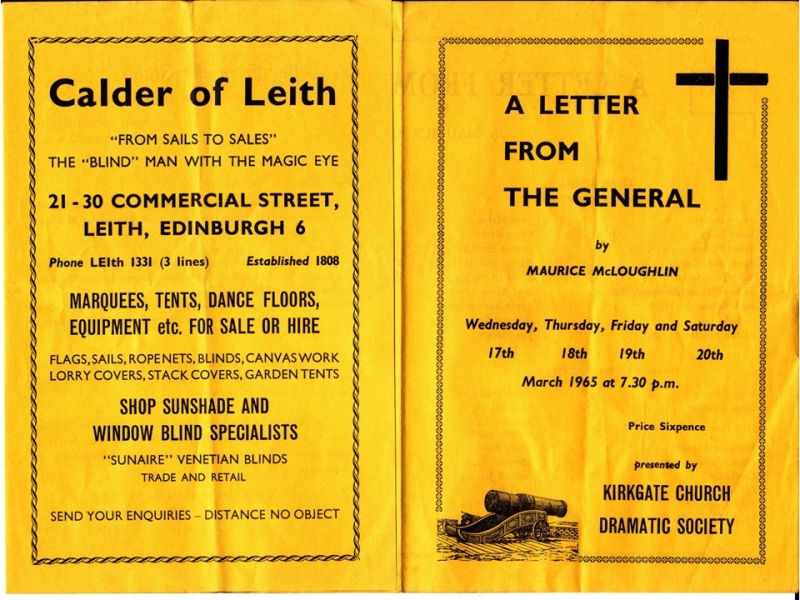 Calder of Leith
"FROM SAILS TO SALES"
THE "BLIND" MAN WITH THE MAGIC EYE
21 - 30 COMMERCIAL STREET,
LEITH, EDINBURGH 6
Phone LEIth 1331 (3 lines) Established 1808
MARQUEES, TENTS, DANCE FLOORS,
EQUIPMENT etc. FOR SALE OR HIRE
FLAGS, SAILS, ROPE NETS, BLINDS, CANVAS WORK
LORRY COVERS, STACK COVERS, GARDEN TENTS
SHOP SUNSHADE AND
WINDOW BLIND SPECIALISTS
"SUNAIRE" VENETIAN BLINDS
TRADE AND RETAIL
SEND YOUR ENQUIRIES – DISTANCE NO OBJECT
A LETTER
FROM
THE GENERAL
by
MAURICE McLOUGHLIN
Wednesday, Thursday, Friday and Saturday
17th 18th 19th 20th
March 1965 at 7.30 p.m.
Price Sixpence
presented by
KIRKGATE CHURCH
DRAMATIC SOCIETY